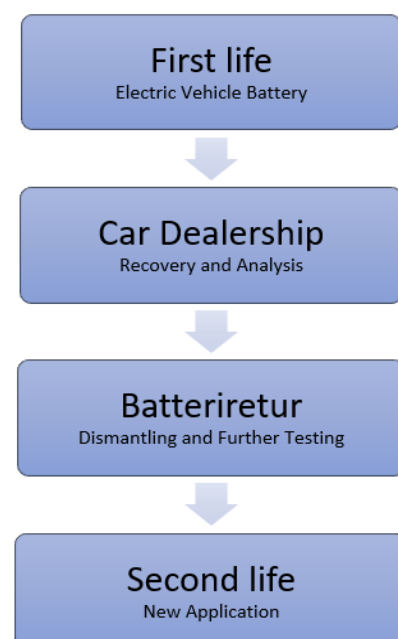 First life
Electric Vehicle Battery
Car Dealership
Recovery and Analysis
Batteriretur
Dismantling and Further Testing
Second life
New Application